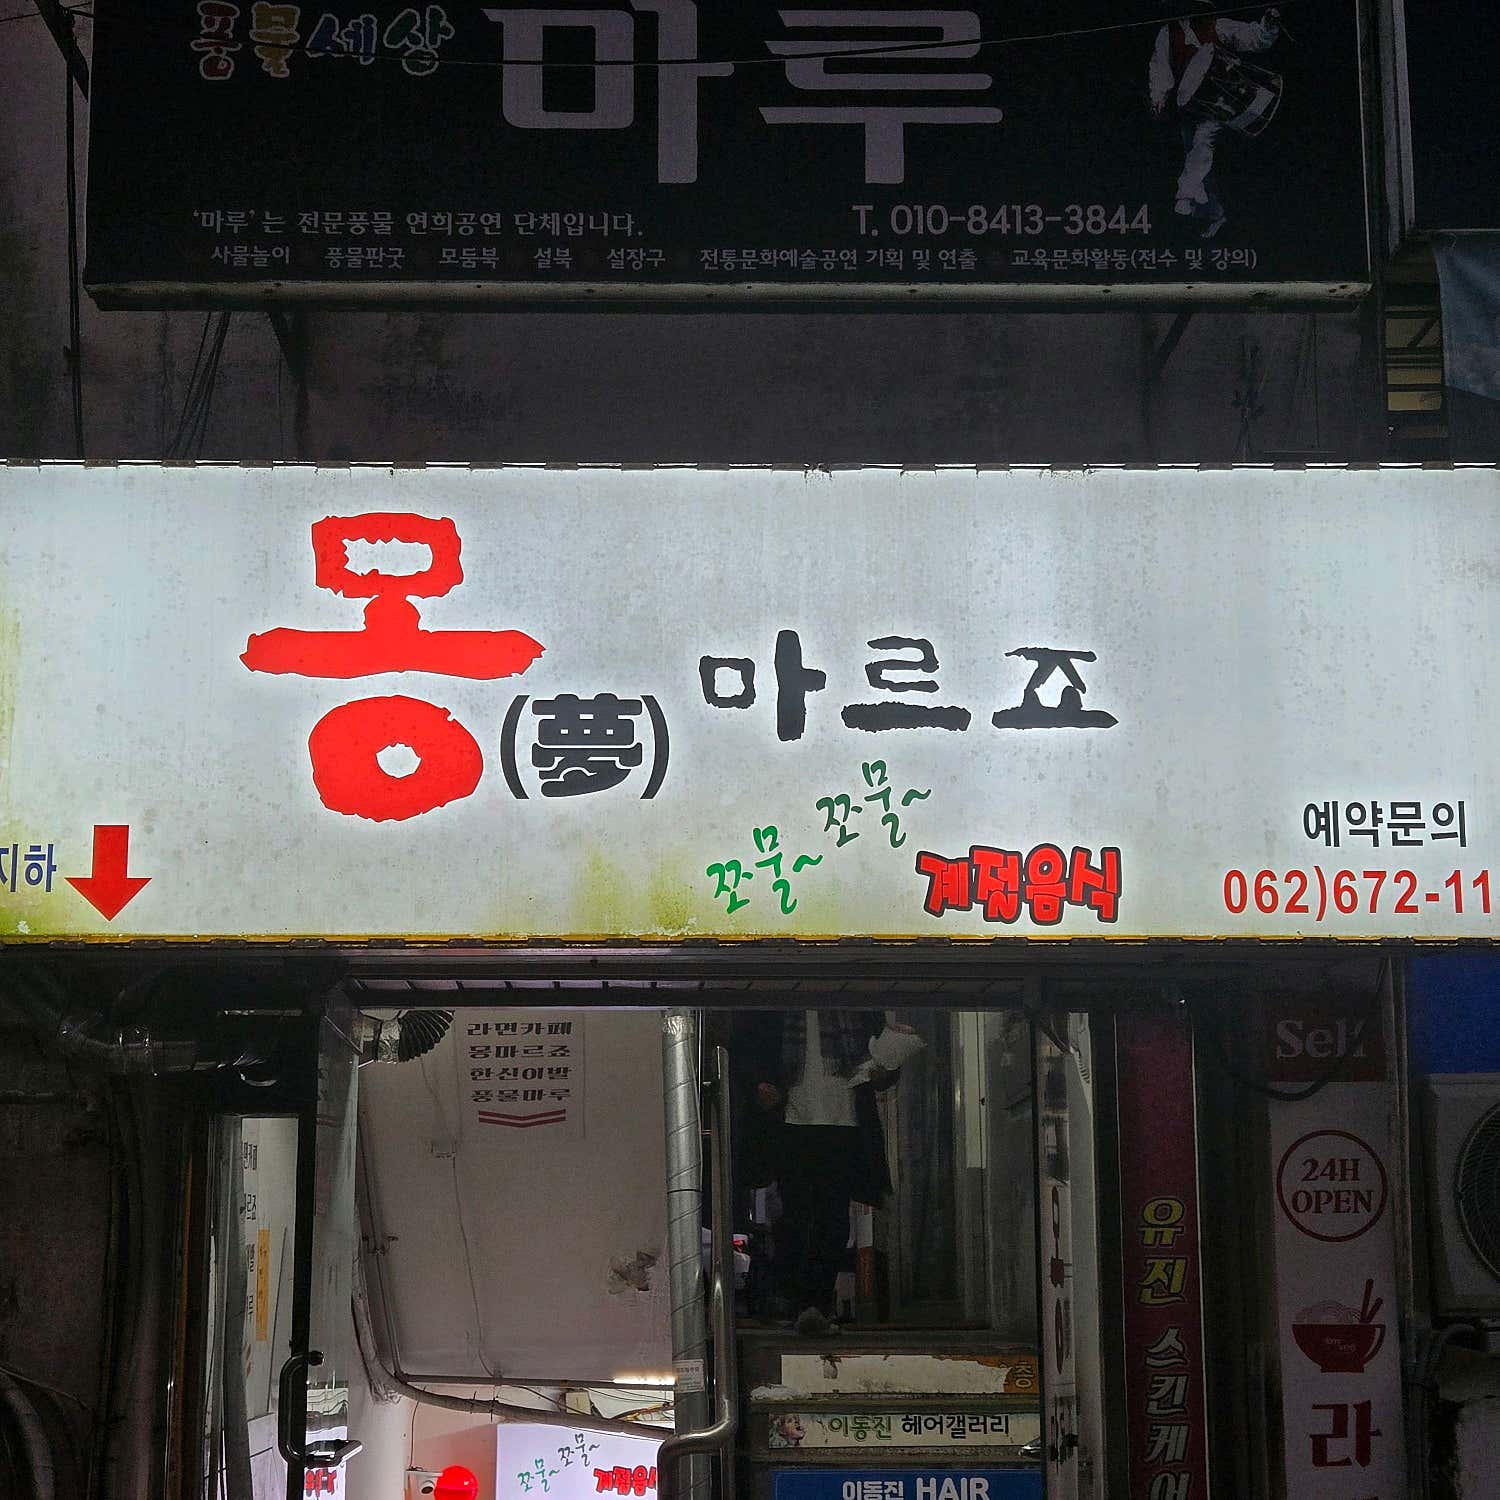 풍물세상 마루
'마루'는 전문풍물 연희공연 단체입니다.
T. 010-8413-3844
사물놀이 풍물판굿 모둠북 설북 설장구 전통문화예술공연 기획 및 연출 교육문화활동(전수 및 강의)
몽(夢)마르죠
쪼물~ 쪼물~
계절음식
지하
예약문의
062)672-11
라면카페
몽마르죠
한신이발
풍물마루
Self
24H
OPEN
라
유진 스킨케어
이동진 헤어갤러리
이동진 HAIR
쪼물~ 쪼물~
계절음식